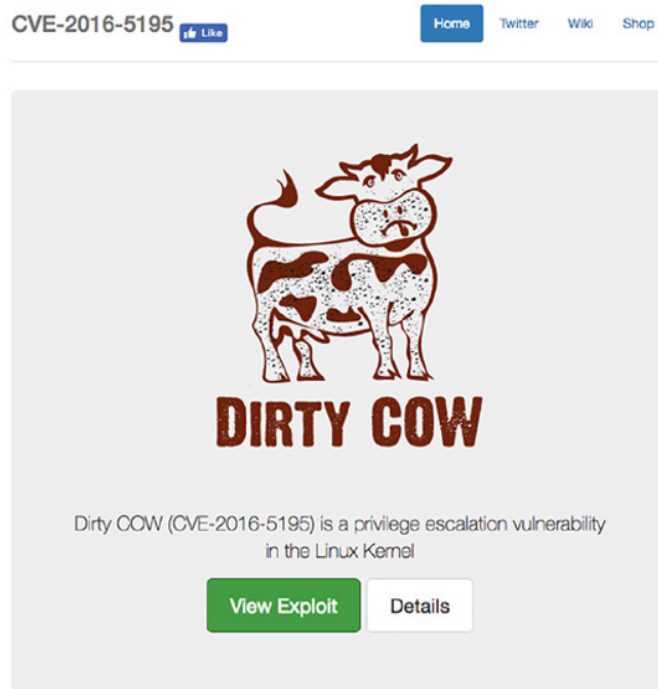 CVE-2016-5195 Like Home Twitter Wiki Shop
DIRTY COW
Dirty COW (CVE-2016-5195) is a privilege escalation vulnerability
in the Linux Kernel
View Exploit Details